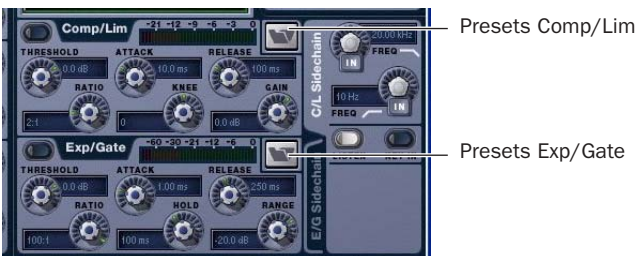 Comp/Lim
-21 -12 -9 -6 -3 0
Presets Comp/Lim
THRESHOLD
ATTACK
RELEASE
0.0 dB
10.0 ms
100 ms
RATIO
KNEE
GAIN
2:1
0
0.0 dB
C/L Sidechain
20.00 kHz
FREQ
IN
10 Hz
FREQ
IN
Exp/Gate
-60 -30 -21 -12 -6 0
Presets Exp/Gate
THRESHOLD
ATTACK
RELEASE
0.0 dB
1.00 ms
250 ms
RATIO
HOLD
RANGE
100:1
100 ms
-20.0 dB
E/G Sidechain